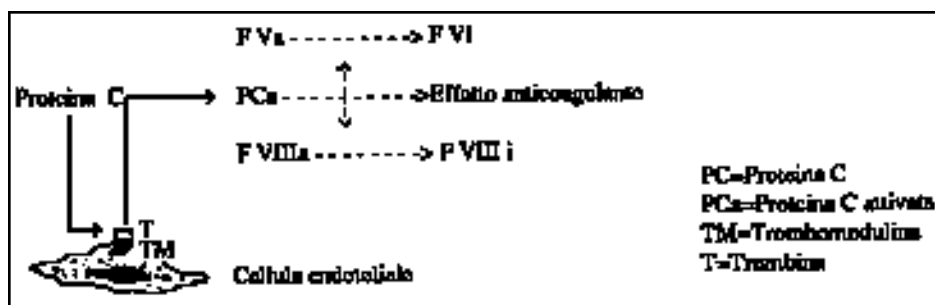 F Va F Vi
Proteina C PCa Effetto anticoagulante
F VIIIa F VIII i
PC=Proteina C
PCa=Proteina C attivata
T
TM TM=Trombomodulina
Cellula endoteliale T=Trombina